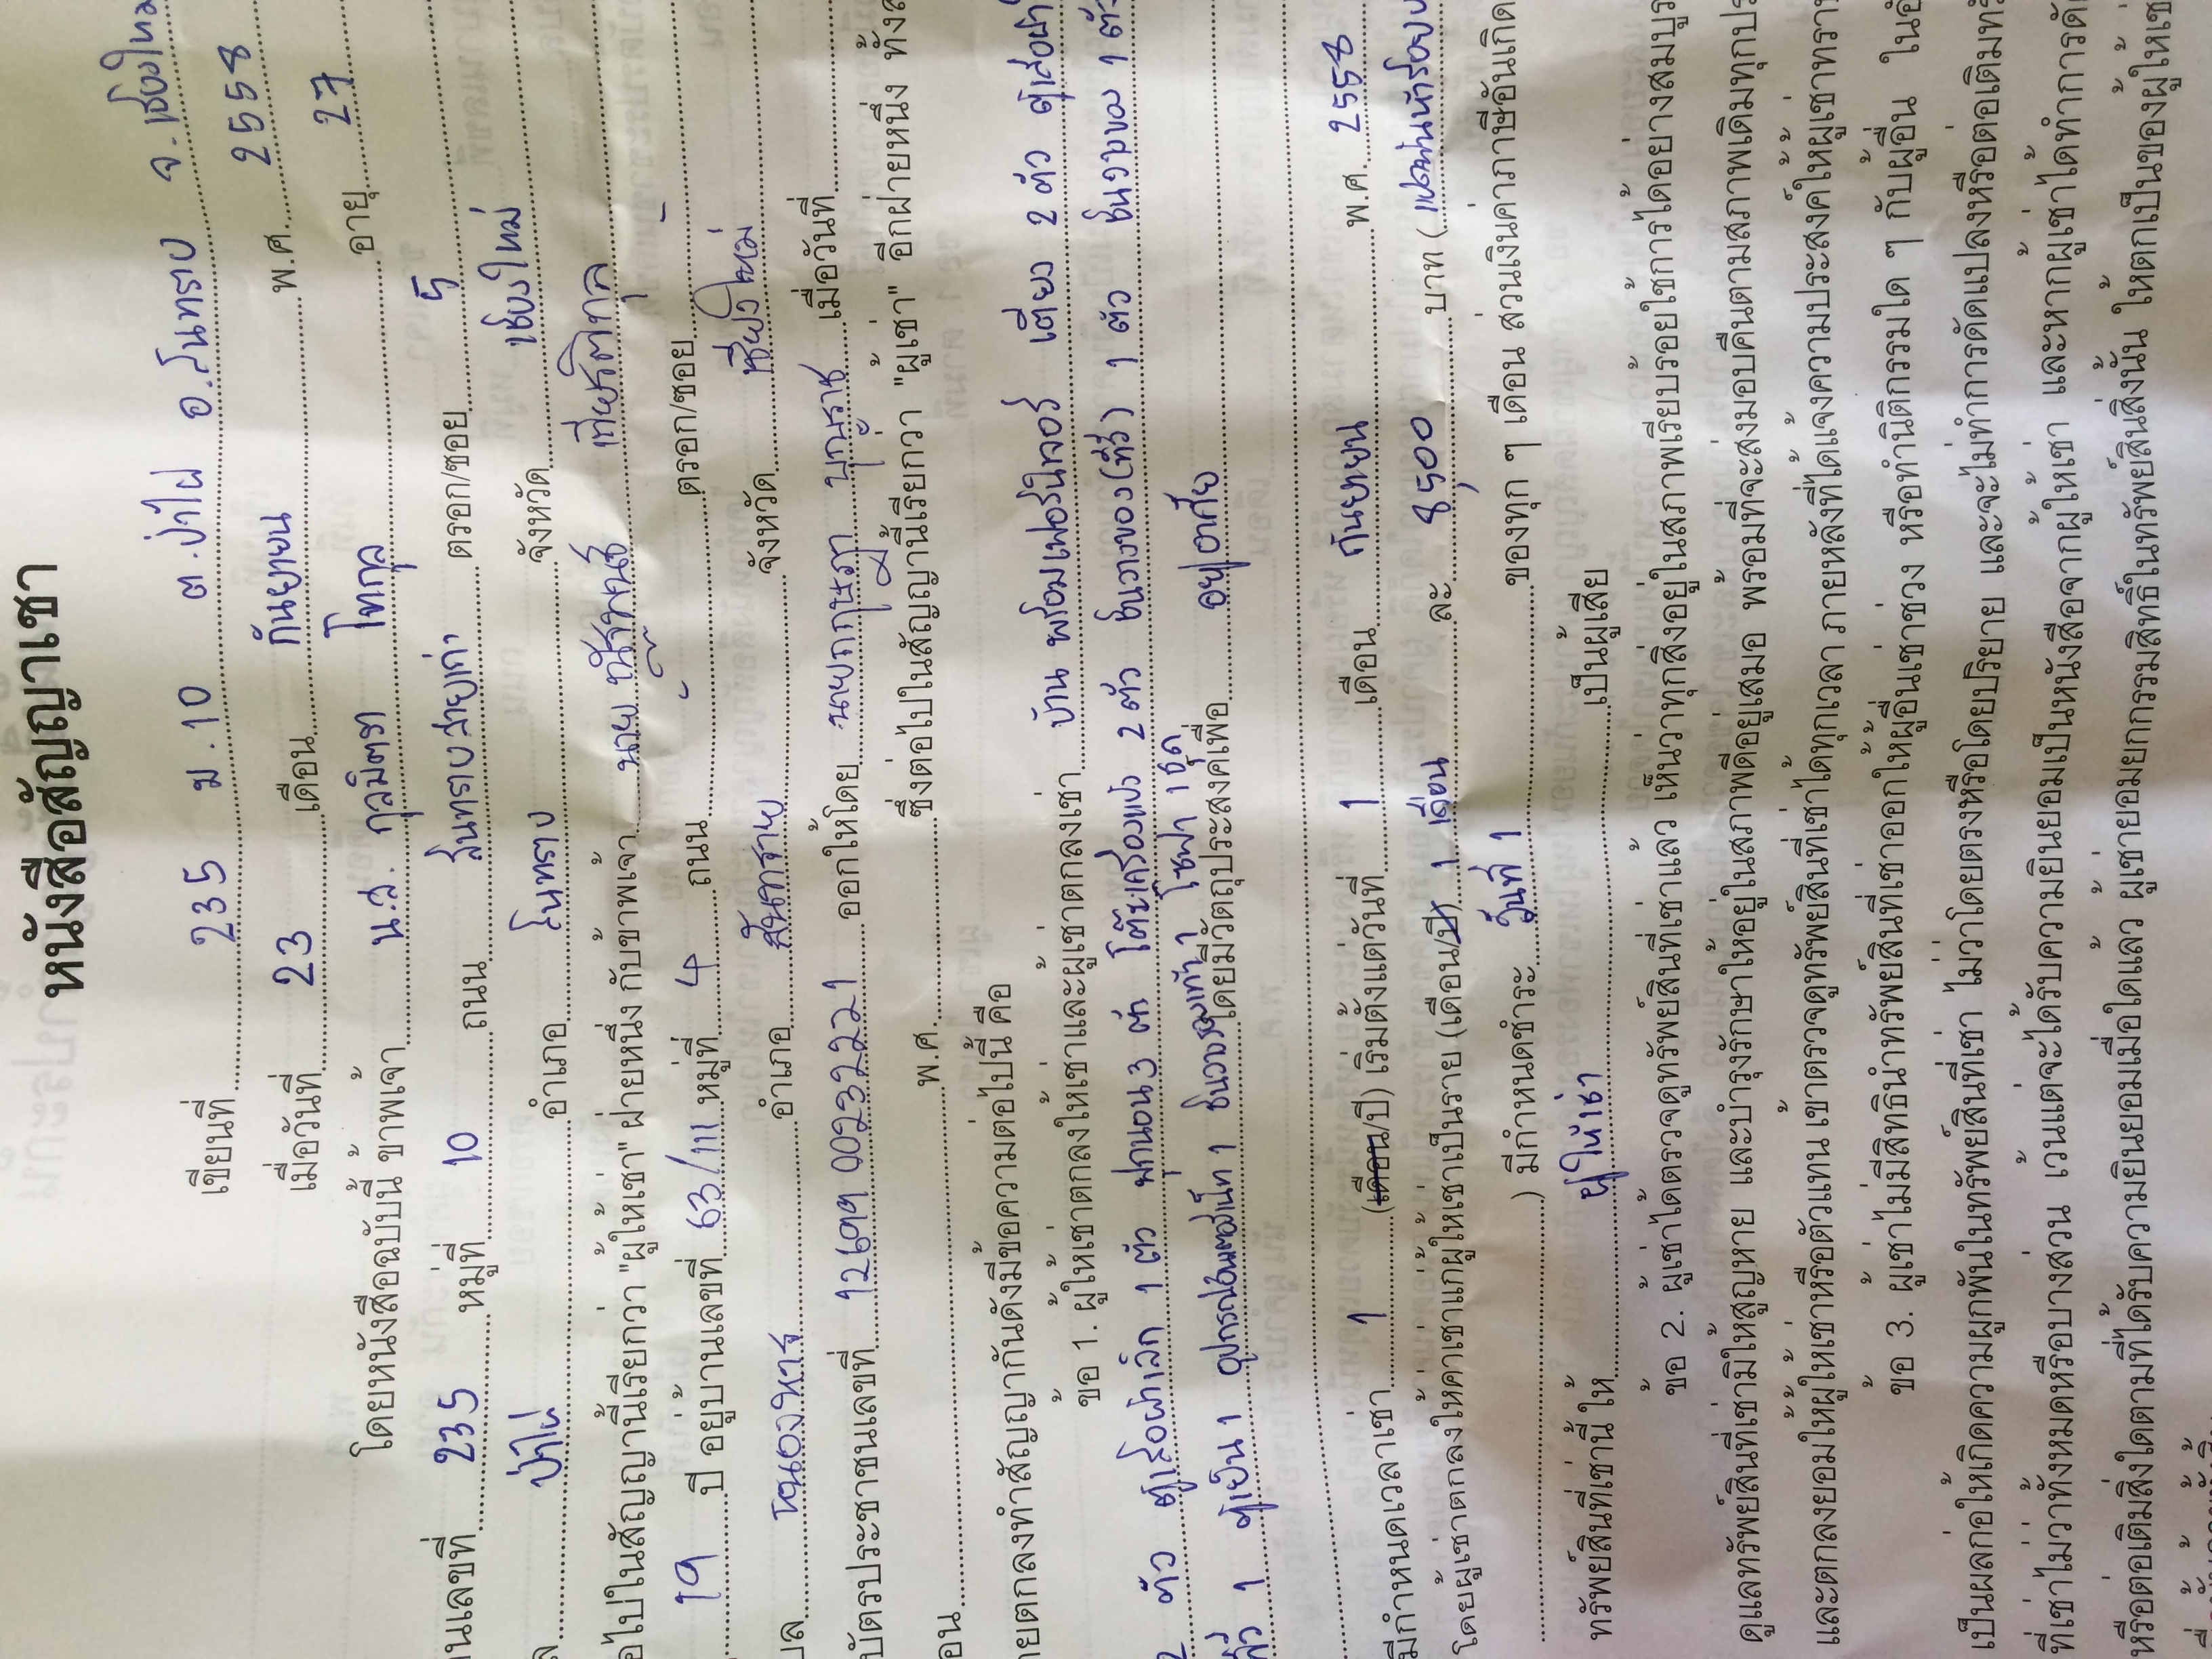 หนังสือสัญญาเช่า
เขียนที่ 235 ม.10 ต.ป่าไผ่ อ.สันทราย จ.เชียงใหม่
เมื่อวันที่ 23 เดือน กันยายน พ.ศ. 2558
โดยหนังสือฉบับนี้ ข้าพเจ้า น.ส. กุลมิตรา โทกุล อายุ 27
านเลขที่ 235 หมู่ที่ 10 ถนน สันทรายสายเก่า ตรอก/ซอย 5
ล ป่าไผ่ อำเภอ สันทราย จังหวัด เชียงใหม่
อไปในสัญญานี้เรียกว่า "ผู้ให้เช่า" ฝ่ายหนึ่ง กับข้าพเจ้า นาย เกียรติกุล
19 ปี อยู่บ้านเลขที่ 63/111 หมู่ที่ 4 ถนน - ตรอก/ซอย -
บล หนองหาร อำเภอ สันทราย จังหวัด เชียงใหม่
บัตรประชาชนเลขที่ 1269900232221 ออกให้โดย นายกฤษฎา บุญราช เมื่อวันที่
อน พ.ศ. ซึ่งต่อไปในสัญญานี้เรียกว่า "ผู้เช่า" อีกฝ่ายหนึ่ง ทั้งส
ายตกลงทำสัญญากันดังมีข้อความต่อไปนี้ คือ
ข้อ 1. ผู้ให้เช่าตกลงให้เช่าและผู้เช่าตกลงเช่า บ้าน พร้อมเฟอร์นิเจอร์ เตียง 2 ตัว ตู้เสื้อผ้า
2 ตัว ตู้เสื้อผ้าเล็ก 1 ตัว ฟูกนอน 3 ตัว โต๊ะเครื่องแป้ง 2 ตัว ชั้นวางของ (ทีวี) 1 ตัว ชั้นวางของ 1 ตัว
ทีวี 1 ตู้เย็น 1 อุปกรณ์อินเตอร์เน็ท 1 ชั้นวางรองเท้า 1 โซฟา 1 ชุด โดยมีวัตถุประสงค์เพื่อ อยู่อาศัย
มีกำหนดเวลาเช่า 1 (เดือน/ปี) เริ่มตั้งแต่วันที่ 1 เดือน กันยายน พ.ศ. 2558
โดยผู้เช่าตกลงให้ค่าเช่าแก่ผู้ให้เช่าเป็นราย (เดือน/ปี) 1 เดือน ละ 8,500 บาท (แปดพันห้าร้อยบ
) มีกำหนดชำระ วันที่ 1 ของทุก ๆ เดือน ส่วนเงินค่าภาษีอันเกิด
ทรัพย์สินที่เช่านี้ ให้ ผู้ให้เช่า เป็นผู้เสีย
ข้อ 2. ผู้เช่าได้ตรวจดูทรัพย์สินที่เช่าแล้ว เห็นว่าทุกสิ่งอยู่ในสภาพเรียบร้อยใช้การได้อย่างสมบูร
ดูแลทรัพย์สินที่เช่ามิให้สูญหาย และบำรุงรักษาให้อยู่ในสภาพดีอยู่เสมอ พร้อมที่จะส่งมอบคืนตามสภาพเดิมทุกปร
และตกลงยอมให้ผู้ให้เช่าหรือตัวแทน เข้าตรวจดูทรัพย์สินที่เช่าได้ทุกเวลา ภายหลังที่ได้แจ้งความประสงค์ให้ผู้เช่าทราบ
ข้อ 3. ผู้เช่าไม่มีสิทธินำทรัพย์สินที่เช่าออกให้ผู้อื่นเช่าช่วง หรือทำนิติกรรมใด ๆ กับผู้อื่น ในอั
เป็นผลก่อให้เกิดความผูกพันในทรัพย์สินที่เช่า ไม่ว่าโดยตรงหรือโดยปริยาย และจะไม่ทำการดัดแปลงหรือต่อเติมทรั
ที่เช่าไม่ว่าทั้งหมดหรือบางส่วน เว้นแต่จะได้รับความยินยอมเป็นหนังสือจากผู้ให้เช่า และหากผู้เช่าได้ทำการดั
หรือต่อเติมสิ่งใดตามที่ได้รับความยินยอมเมื่อใดแล้ว ผู้เช่ายอมยกกรรมสิทธิ์ในทรัพย์สินสิ่งนั้น ให้ตกเป็นของผู้ให้เช่